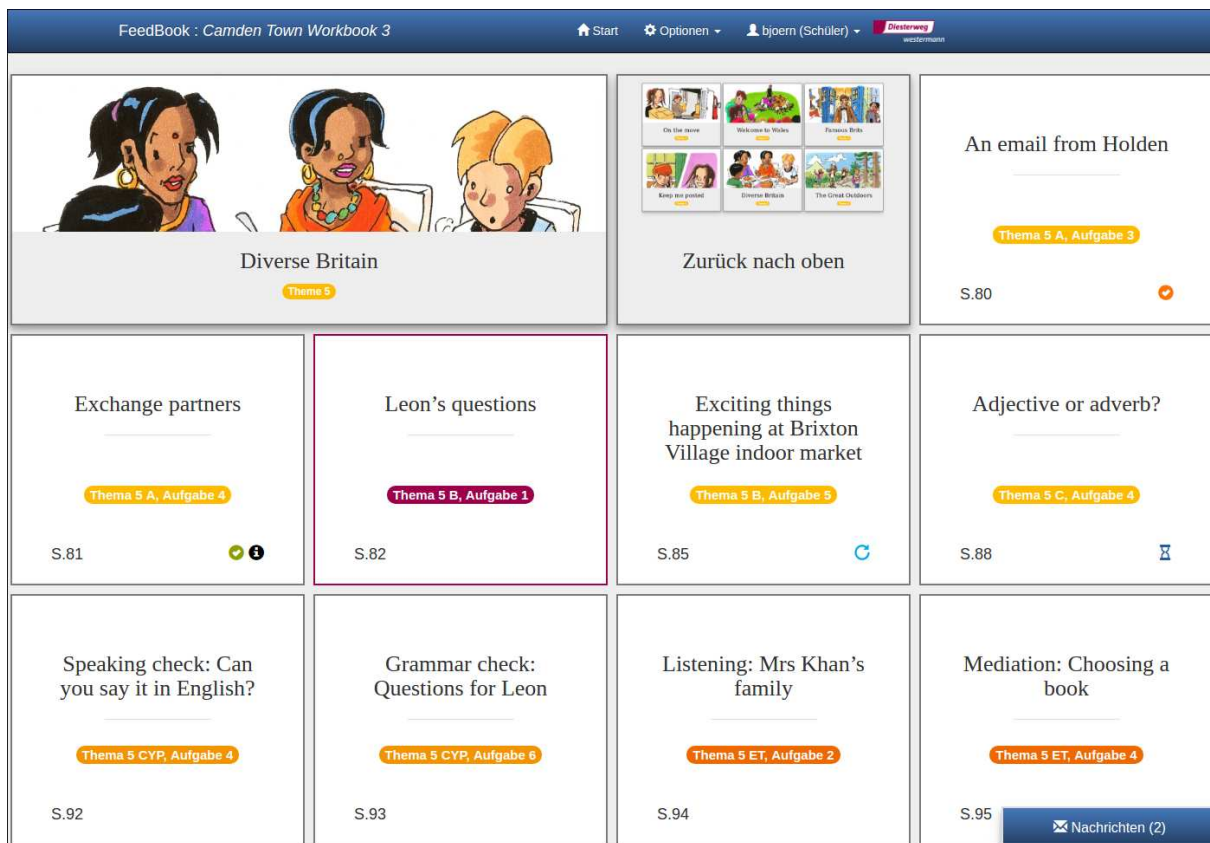 FeedBook : Camden Town Workbook 3
Start
Optionen
bjoern (Schüler)
Diesterweg
westermann
Diverse Britain
Theme 5
On the move
Welcome to Wales
Famous Brits
Keep me posted
Diverse Britain
The Great Outdoors
Zurück nach oben
An email from Holden
Thema 5 A, Aufgabe 3
S.80
Exchange partners
Thema 5 A, Aufgabe 4
S.81
Leon’s questions
Thema 5 B, Aufgabe 1
S.82
Exciting things
happening at Brixton
Village indoor market
Thema 5 B, Aufgabe 5
S.85
Adjective or adverb?
Thema 5 C, Aufgabe 4
S.88
Speaking check: Can
you say it in English?
Thema 5 CYP, Aufgabe 4
S.92
Grammar check:
Questions for Leon
Thema 5 CYP, Aufgabe 6
S.93
Listening: Mrs Khan’s
family
Thema 5 ET, Aufgabe 2
S.94
Mediation: Choosing a
book
Thema 5 ET, Aufgabe 4
S.95
Nachrichten (2)